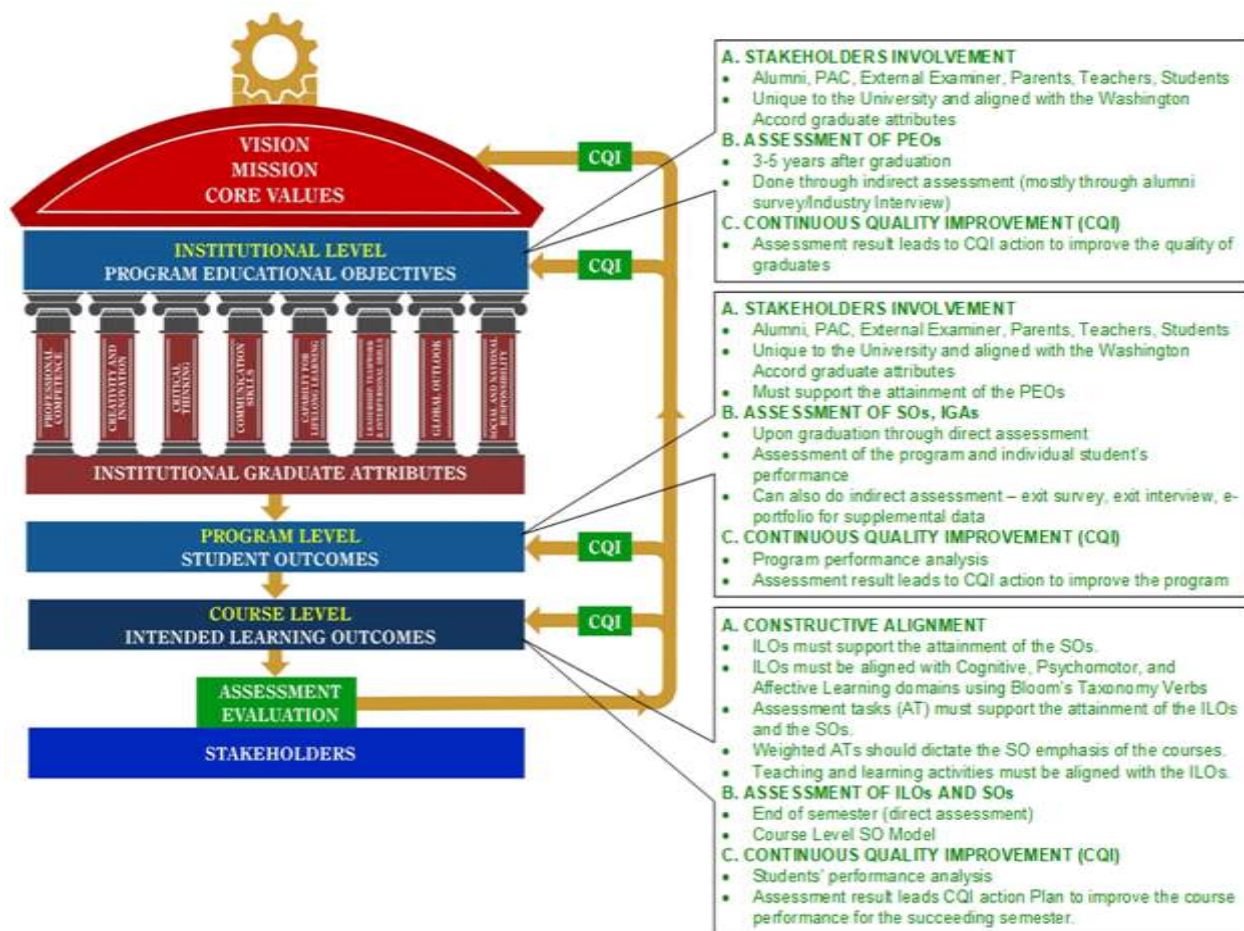 VISION
MISSION
CORE VALUES
INSTITUTIONAL LEVEL
PROGRAM EDUCATIONAL OBJECTIVES
PROFESSIONAL
COMPETENCE
CREATIVITY AND
INNOVATION
CRITICAL
THINKING
COMMUNICATION
SKILLS
CAPABILITY FOR
LIFELONG LEARNING
LEADERSHIP TEAMWORK
& INTERPERSONAL SKILLS
GLOBAL OUTLOOK
SOCIAL AND NATIONAL
RESPONSIBILITY
INSTITUTIONAL GRADUATE ATTRIBUTES
PROGRAM LEVEL
STUDENT OUTCOMES
COURSE LEVEL
INTENDED LEARNING OUTCOMES
ASSESSMENT
EVALUATION
STAKEHOLDERS
CQI
CQI
CQI
CQI
A. STAKEHOLDERS INVOLVEMENT
• Alumni, PAC, External Examiner, Parents, Teachers, Students
• Unique to the University and aligned with the Washington
Accord graduate attributes
B. ASSESSMENT OF PEOs
• 3-5 years after graduation
• Done through indirect assessment (mostly through alumni
survey/Industry Interview)
C. CONTINUOUS QUALITY IMPROVEMENT (CQI)
• Assessment result leads to CQI action to improve the quality of
graduates
A. STAKEHOLDERS INVOLVEMENT
• Alumni, PAC, External Examiner, Parents, Teachers, Students
• Unique to the University and aligned with the Washington
Accord graduate attributes
• Must support the attainment of the PEOs
B. ASSESSMENT OF SOs, IGAs
• Upon graduation through direct assessment
• Assessment of the program and individual student's
performance
• Can also do indirect assessment – exit survey, exit interview, e-
portfolio for supplemental data
C. CONTINUOUS QUALITY IMPROVEMENT (CQI)
• Program performance analysis
• Assessment result leads to CQI action to improve the program
A. CONSTRUCTIVE ALIGNMENT
• ILOs must support the attainment of the SOs.
• ILOs must be aligned with Cognitive, Psychomotor, and
Affective Learning domains using Bloom's Taxonomy Verbs
• Assessment tasks (AT) must support the attainment of the ILOs
and the SOs.
• Weighted ATs should dictate the SO emphasis of the courses.
• Teaching and learning activities must be aligned with the ILOs.
B. ASSESSMENT OF ILOs AND SOs
• End of semester (direct assessment)
• Course Level SO Model
C. CONTINUOUS QUALITY IMPROVEMENT (CQI)
• Students' performance analysis
• Assessment result leads CQI action Plan to improve the course
performance for the succeeding semester.